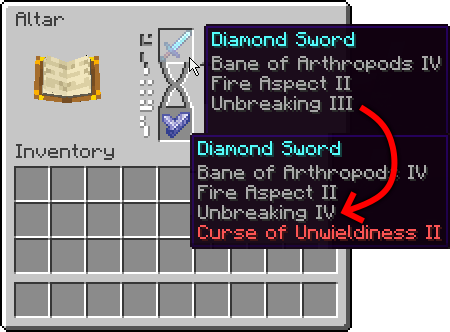 Altar
Diamond Sword
Bane of Arthropods IV
Fire Aspect II
Unbreaking III
Inventory
Diamond Sword
Bane of Arthropods IV
Fire Aspect II
Unbreaking IV
Curse of Unwieldiness II